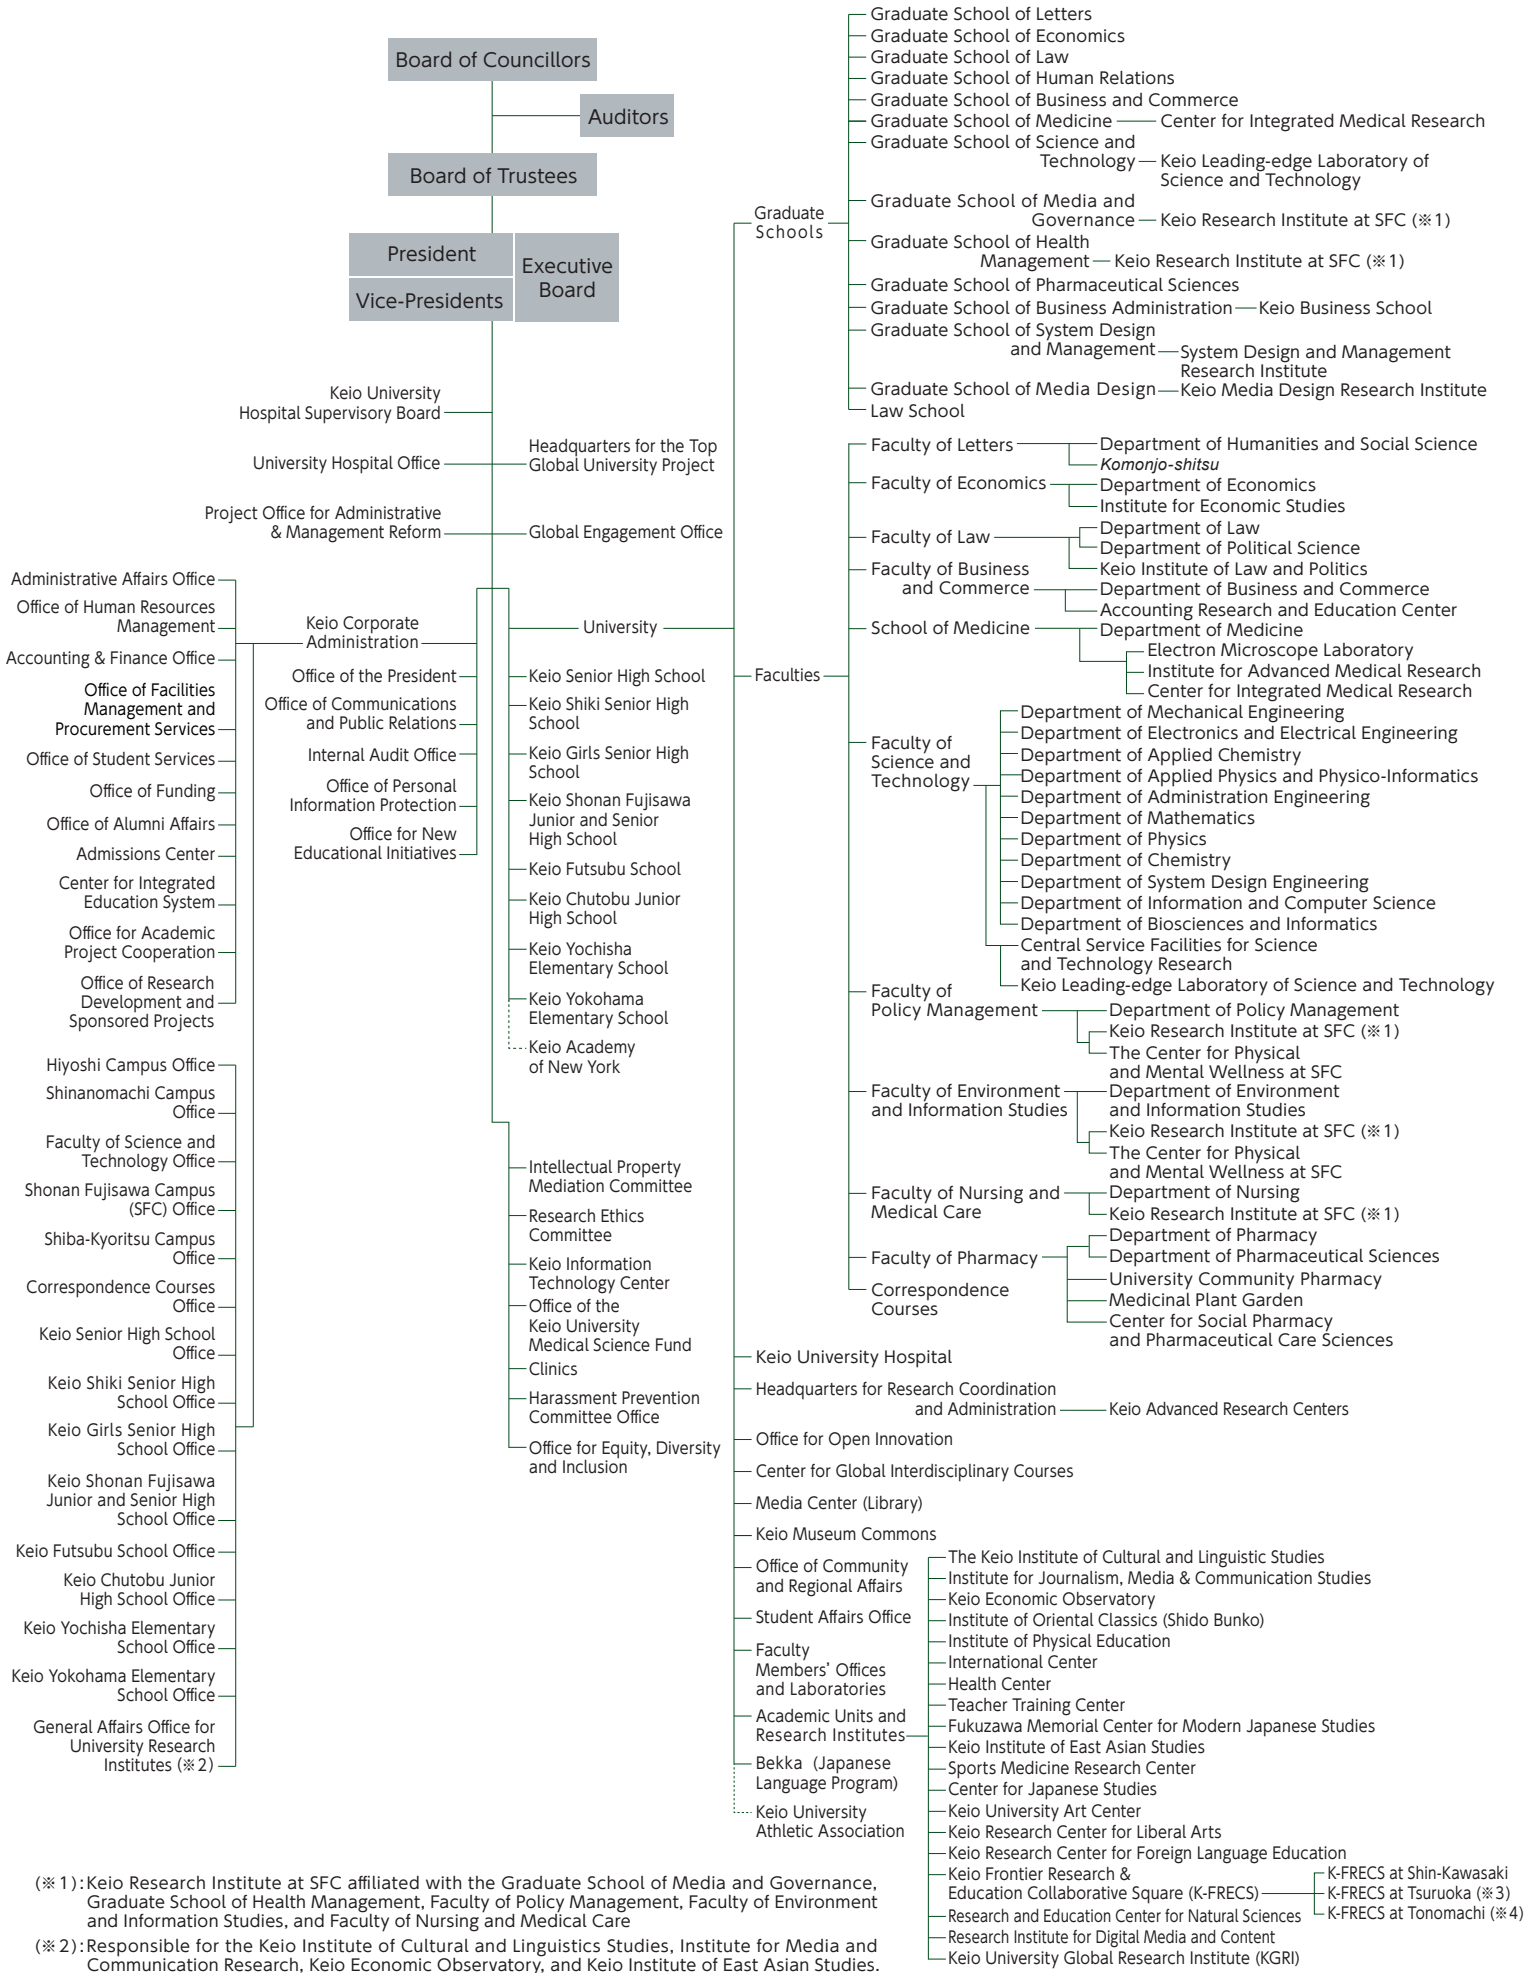 Board of Councillors
Auditors
Board of Trustees
President
Vice-Presidents
Executive
Board
Keio University
Hospital Supervisory Board
University Hospital Office
Headquarters for the Top
Global University Project
Project Office for Administrative
& Management Reform
Global Engagement Office
Administrative Affairs Office
Office of Human Resources
Management
Accounting & Finance Office
Office of Facilities
Management and
Procurement Services
Office of Student Services
Office of Funding
Office of Alumni Affairs
Admissions Center
Center for Integrated
Education System
Office for Academic
Project Cooperation
Office of Research
Development and
Sponsored Projects
Hiyoshi Campus Office
Shinanomachi Campus
Office
Faculty of Science and
Technology Office
Shonan Fujisawa Campus
(SFC) Office
Shiba-Kyoritsu Campus
Office
Correspondence Courses
Office
Keio Senior High School
Office
Keio Shiki Senior High
School Office
Keio Girls Senior High
School Office
Keio Shonan Fujisawa
Junior and Senior High
School Office
Keio Futsubu School Office
Keio Chutobu Junior
High School Office
Keio Yochisha Elementary
School Office
Keio Yokohama Elementary
School Office
General Affairs Office for
University Research
Institutes (※2)
Keio Corporate
Administration
Office of the President
Office of Communications
and Public Relations
Internal Audit Office
Office of Personal
Information Protection
Office for New
Educational Initiatives
University
Keio Senior High School
Keio Shiki Senior High
School
Keio Girls Senior High
School
Keio Shonan Fujisawa
Junior and Senior
High School
Keio Futsubu School
Keio Chutobu Junior
High School
Keio Yochisha
Elementary School
Keio Yokohama
Elementary School
Keio Academy
of New York
Intellectual Property
Mediation Committee
Research Ethics
Committee
Keio Information
Technology Center
Office of the
Keio University
Medical Science Fund
Clinics
Harassment Prevention
Committee Office
Office for Equity, Diversity
and Inclusion
Graduate
Schools
Graduate School of Letters
Graduate School of Economics
Graduate School of Law
Graduate School of Human Relations
Graduate School of Business and Commerce
Graduate School of Medicine
Center for Integrated Medical Research
Graduate School of Science and
Technology
Keio Leading-edge Laboratory of
Science and Technology
Graduate School of Media and
Governance
Keio Research Institute at SFC (※1)
Graduate School of Health
Management
Keio Research Institute at SFC (※1)
Graduate School of Pharmaceutical Sciences
Graduate School of Business Administration
Keio Business School
Graduate School of System Design
and Management
System Design and Management
Research Institute
Graduate School of Media Design
Keio Media Design Research Institute
Law School
Faculties
Faculty of Letters
Department of Humanities and Social Science
Komonjo-shitsu
Faculty of Economics
Department of Economics
Institute for Economic Studies
Faculty of Law
Department of Law
Department of Political Science
Keio Institute of Law and Politics
Faculty of Business
and Commerce
Department of Business and Commerce
Accounting Research and Education Center
School of Medicine
Department of Medicine
Electron Microscope Laboratory
Institute for Advanced Medical Research
Center for Integrated Medical Research
Faculty of
Science and
Technology
Department of Mechanical Engineering
Department of Electronics and Electrical Engineering
Department of Applied Chemistry
Department of Applied Physics and Physico-Informatics
Department of Administration Engineering
Department of Mathematics
Department of Physics
Department of Chemistry
Department of System Design Engineering
Department of Information and Computer Science
Department of Biosciences and Informatics
Central Service Facilities for Science
and Technology Research
Keio Leading-edge Laboratory of Science and Technology
Faculty of
Policy Management
Department of Policy Management
Keio Research Institute at SFC (※1)
The Center for Physical
and Mental Wellness at SFC
Faculty of Environment
and Information Studies
Department of Environment
and Information Studies
Keio Research Institute at SFC (※1)
The Center for Physical
and Mental Wellness at SFC
Faculty of Nursing and
Medical Care
Department of Nursing
Keio Research Institute at SFC (※1)
Faculty of Pharmacy
Department of Pharmacy
Department of Pharmaceutical Sciences
University Community Pharmacy
Medicinal Plant Garden
Center for Social Pharmacy
and Pharmaceutical Care Sciences
Correspondence
Courses
Keio University Hospital
Headquarters for Research Coordination
and Administration
Keio Advanced Research Centers
Office for Open Innovation
Center for Global Interdisciplinary Courses
Media Center (Library)
Keio Museum Commons
Office of Community
and Regional Affairs
Student Affairs Office
Faculty
Members' Offices
and Laboratories
Academic Units and
Research Institutes
Bekka (Japanese
Language Program)
Keio University
Athletic Association
The Keio Institute of Cultural and Linguistic Studies
Institute for Journalism, Media & Communication Studies
Keio Economic Observatory
Institute of Oriental Classics (Shido Bunko)
Institute of Physical Education
International Center
Health Center
Teacher Training Center
Fukuzawa Memorial Center for Modern Japanese Studies
Keio Institute of East Asian Studies
Sports Medicine Research Center
Center for Japanese Studies
Keio University Art Center
Keio Research Center for Liberal Arts
Keio Research Center for Foreign Language Education
Keio Frontier Research &
Education Collaborative Square (K-FRECS)
K-FRECS at Shin-Kawasaki
K-FRECS at Tsuruoka (※3)
K-FRECS at Tonomachi (※4)
Research and Education Center for Natural Sciences
Research Institute for Digital Media and Content
Keio University Global Research Institute (KGRI)
(※1):Keio Research Institute at SFC affiliated with the Graduate School of Media and Governance,
Graduate School of Health Management, Faculty of Policy Management, Faculty of Environment
and Information Studies, and Faculty of Nursing and Medical Care
(※2):Responsible for the Keio Institute of Cultural and Linguistics Studies, Institute for Media and
Communication Research, Keio Economic Observatory, and Keio Institute of East Asian Studies.